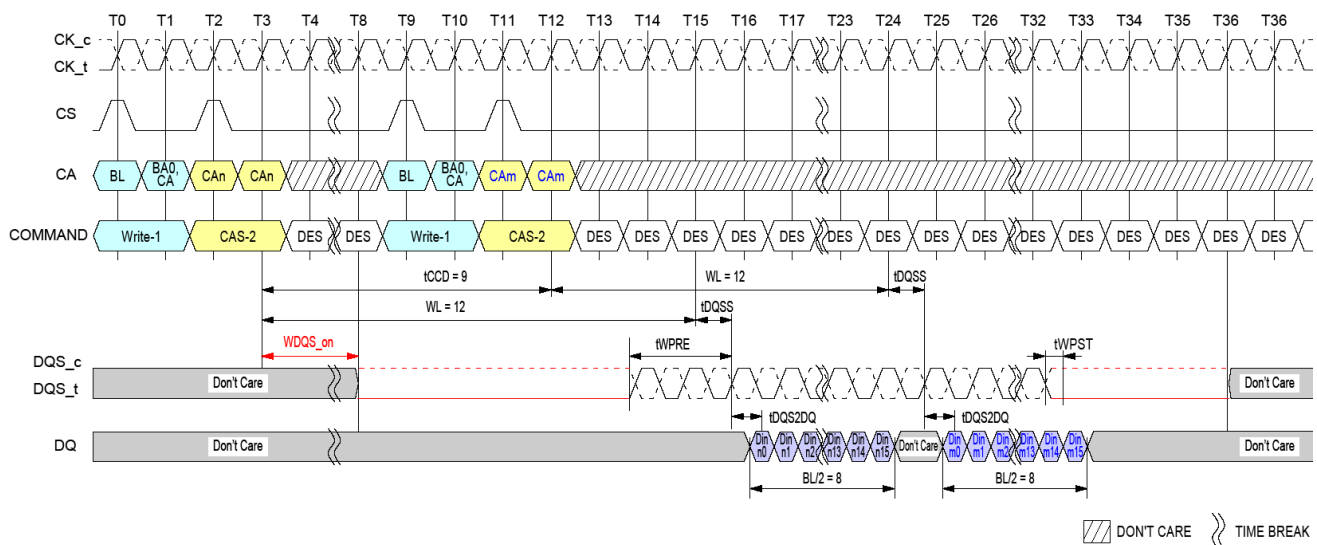 T0 T1 T2 T3 T4 T8 T9 T10 T11 T12 T13 T14 T15 T16 T17 T23 T24 T25 T26 T32 T33 T34 T35 T36 T36
CK_c
CK_t
CS
CA BL BA0, CA CAn CAn BL BA0, CA CAm CAm
COMMAND Write-1 CAS-2 DES DES Write-1 CAS-2 DES DES DES DES DES DES DES DES DES DES DES DES DES DES DES
tCCD = 9 WL = 12 tDQSS
WL = 12 tDQSS
WDQS_on tWPRE tWPST
DQS_c
DQS_t Don't Care Don't Care
tDQS2DQ tDQS2DQ
DQ Don't Care Din n0 Din n1 Din n2 Din n13 Din n14 Din n15 Don't Care Din m0 Din m1 Din m2 Din m13 Din m14 Din m15 Don't Care
BL/2 = 8 BL/2 = 8
DON'T CARE TIME BREAK